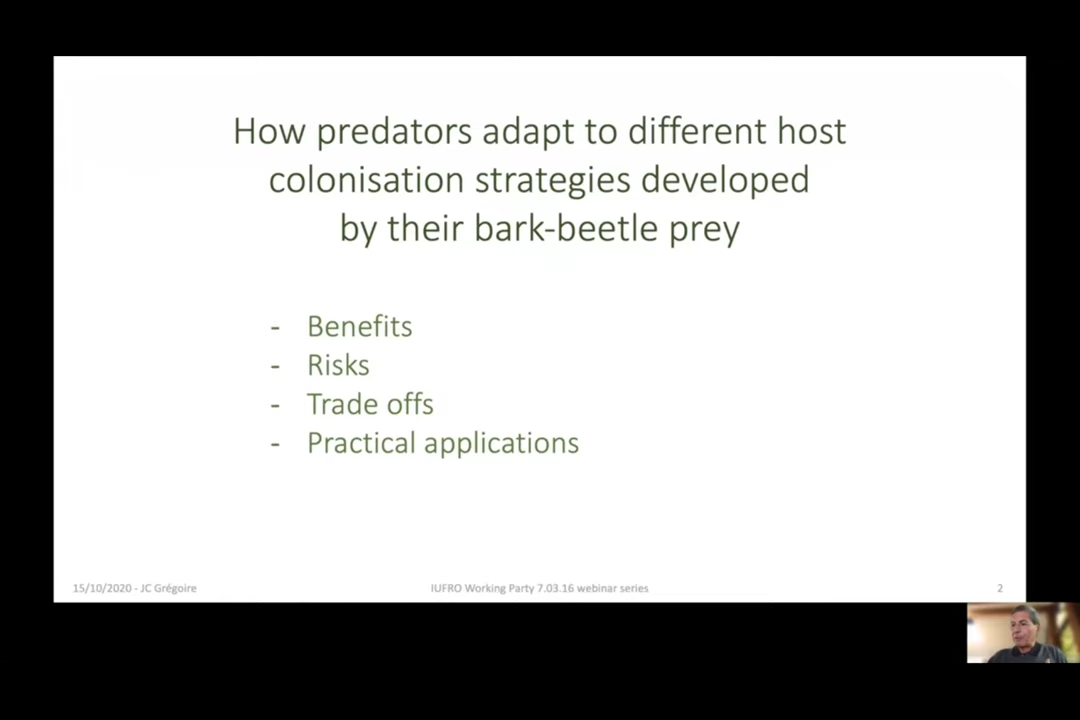 How predators adapt to different host
colonisation strategies developed
by their bark-beetle prey
- Benefits
- Risks
- Trade offs
- Practical applications
15/10/2020 - JC Grégoire
IUFRO Working Party 7.03.16 webinar series
2